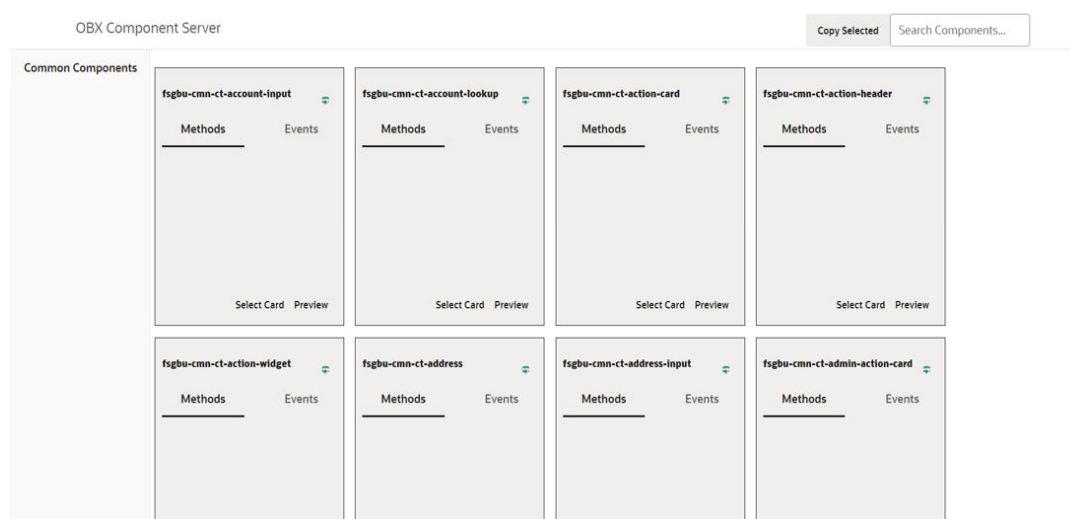 OBX Component Server
Copy Selected
Search Components...
Common Components
fsgbu-cmn-ct-account-input
Methods Events
Select Card Preview
fsgbu-cmn-ct-account-lookup
Methods Events
Select Card Preview
fsgbu-cmn-ct-action-card
Methods Events
Select Card Preview
fsgbu-cmn-ct-action-header
Methods Events
Select Card Preview
fsgbu-cmn-ct-action-widget
Methods Events
fsgbu-cmn-ct-address
Methods Events
fsgbu-cmn-ct-address-input
Methods Events
fsgbu-cmn-ct-admin-action-card
Methods Events